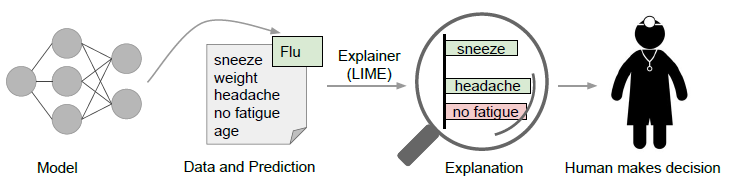 Flu
sneeze
weight
headache
no fatigue
age
Explainer
(LIME)
sneeze
headache
no fatigue
Model
Data and Prediction
Explanation
Human makes decision